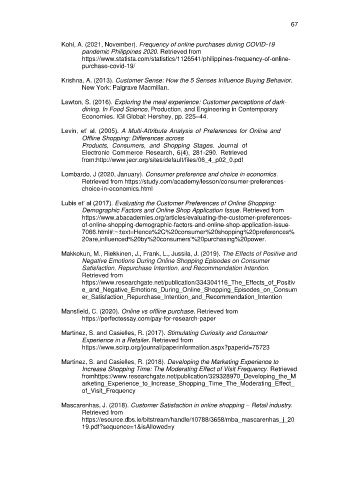 67
Kohl, A. (2021, November). Frequency of online purchases during COVID-19
pandemic Philippines 2020. Retrieved from
https://www.statista.com/statistics/1126541/philippines-frequency-of-online-
purchase-covid-19/
Krishna, A. (2013). Customer Sense: How the 5 Senses Influence Buying Behavior.
New York: Palgrave Macmillan.
Lawton, S. (2016). Exploring the meal experience: Customer perceptions of dark-
dining. In Food Science, Production, and Engineering in Contemporary
Economies. IGI Global: Hershey, pp. 225–44.
Levin, et al. (2005). A Multi-Attribute Analysis of Preferences for Online and
Offline Shopping: Differences across
Products, Consumers, and Shopping Stages. Journal of
Electronic Commerce Research, 6(4), 281-290. Retrieved
from:http://www.jecr.org/sites/default/files/06_4_p02_0.pdf
Lombardo, J (2020, January). Consumer preference and choice in economics.
Retrieved from https://study.com/academy/lesson/consumer-preferences-
choice-in-economics.html
Lubis et' al (2017). Evaluating the Customer Preferences of Online Shopping:
Demographic Factors and Online Shop Application Issue. Retrieved from
https://www.abacademies.org/articles/evaluating-the-customer-preferences-
of-online-shopping-demographic-factors-and-online-shop-application-issue-
7066.html#:~:text=Hence%2C%20consumer%20shopping%20preferences%
20are,influenced%20by%20consumers'%20purchasing%20power.
Makkokun, M., Riekkinen, J., Frank, L., Jussila, J. (2019). The Effects of Positive and
Negative Emotions During Online Shopping Episodes on Consumer
Satisfaction, Repurchase Intention, and Recommendation Intention.
Retrieved from
https://www.researchgate.net/publication/334304116_The_Effects_of_Positiv
e_and_Negative_Emotions_During_Online_Shopping_Episodes_on_Consum
er_Satisfaction_Repurchase_Intention_and_Recommendation_Intention
Mansfield, C. (2020). Online vs offline purchase. Retrieved from
https://perfectessay.com/pay-for-research-paper
Martinez, S. and Casielles, R. (2017). Stimulating Curiosity and Consumer
Experience in a Retailer. Retrieved from
https://www.scirp.org/journal/paperinformation.aspx?paperid=75723
Martinez, S. and Casielles, R. (2018). Developing the Marketing Experience to
Increase Shopping Time: The Moderating Effect of Visit Frequency. Retrieved
fromhttps://www.researchgate.net/publication/329328970_Developing_the_M
arketing_Experience_to_Increase_Shopping_Time_The_Moderating_Effect_
of_Visit_Frequency
Mascarenhas, J. (2018). Customer Satisfaction in online shopping – Retail industry.
Retrieved from
https://esource.dbs.ie/bitstream/handle/10788/3658/mba_mascarenhas_j_20
19.pdf?sequence=1&isAllowed=y